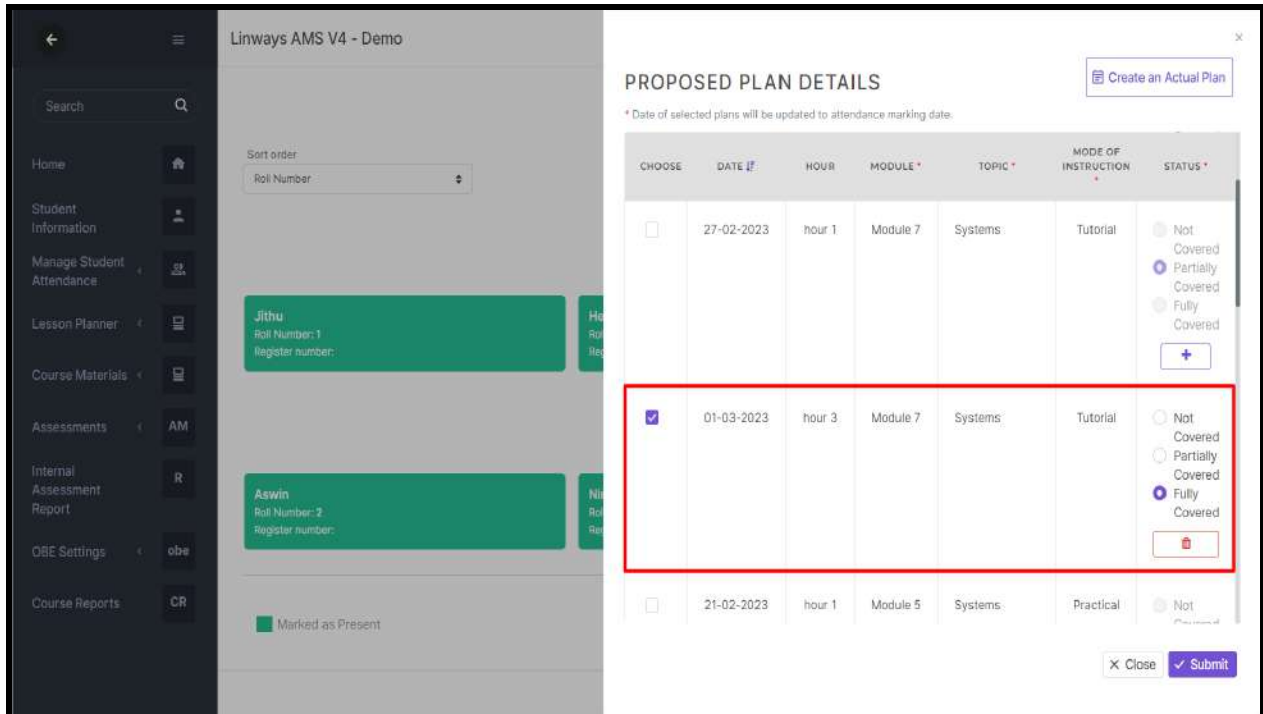 Linways AMS V4 - Demo
Search
Home
Student
Information
Manage Student
Attendance
Lesson Planner
Course Materials
Assessments
AM
Internal
Assessment
Report
R
OBE Settings
obe
Course Reports
CR
Sort order
Roll Number
Jithu
Roll Number: 1
Register number:
He
Aswin
Roll Number: 2
Register number:
Marked as Present
×
PROPOSED PLAN DETAILS
Create an Actual Plan
* Date of selected plans will be updated to attendance marking date.
CHOOSE DATE HOUR MODULE * TOPIC * MODE OF INSTRUCTION * STATUS *
27-02-2023 hour 1 Module 7 Systems Tutorial
Not
Covered
Partially
Covered
Fully
Covered
+
01-03-2023 hour 3 Module 7 Systems Tutorial
Not
Covered
Partially
Covered
Fully
Covered
21-02-2023 hour 1 Module 5 Systems Practical
Not
× Close
✓ Submit